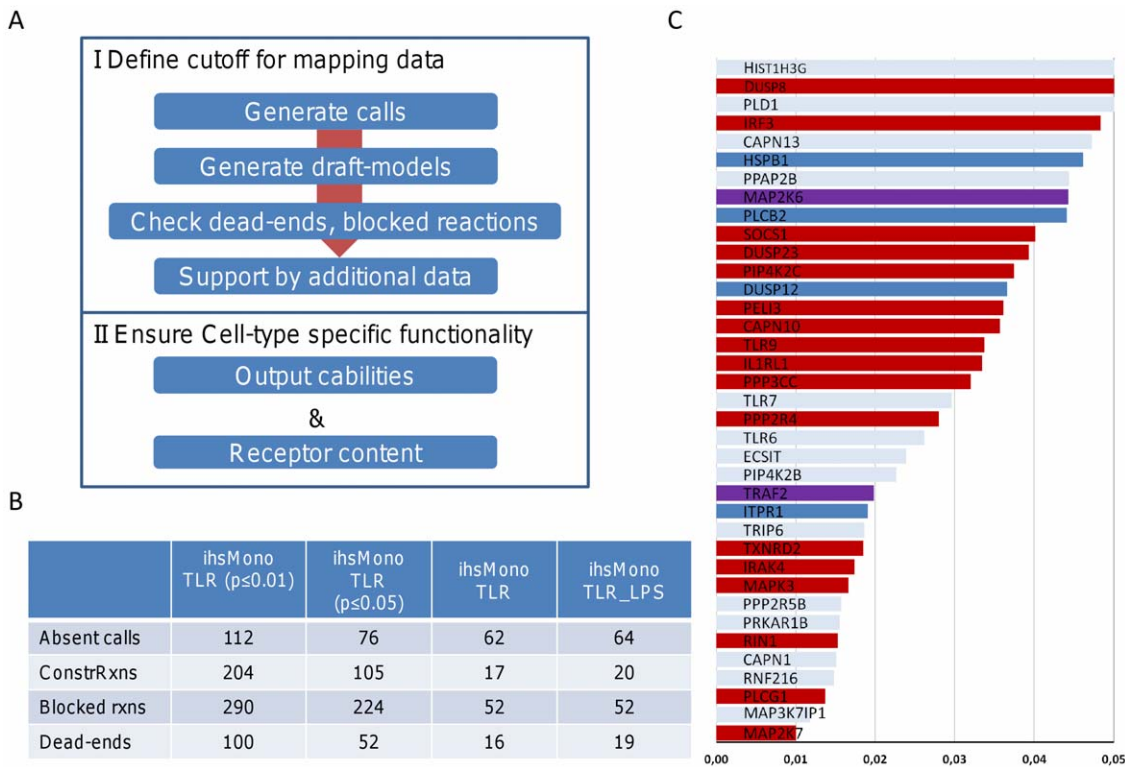 A
I Define cutoff for mapping data
Generate calls
Generate draft-models
Check dead-ends, blocked reactions
Support by additional data
II Ensure Cell-type specific functionality
Output cabilities
&
Receptor content
B
ihsMono TLR (p≤0.01)
ihsMono TLR (p≤0.05)
ihsMono TLR
ihsMono TLR_LPS
Absent calls 112 76 62 64
ConstrRxns 204 105 17 20
Blocked rxns 290 224 52 52
Dead-ends 100 52 16 19
C
HIST1H3G
DUSP8
PLD1
IRF3
CAPN13
HSPB1
PPAP2B
MAP2K6
PLCB2
SOCS1
DUSP23
PIP4K2C
DUSP12
PELI3
CAPN10
TLR9
IL1RL1
PPP3CC
TLR7
PPP2R4
TLR6
ECSIT
PIP4K2B
TRAF2
ITPR1
TRIP6
TXNRD2
IRAK4
MAPK3
PPP2R5B
PRKAR1B
RIN1
CAPN1
RNF216
PLCG1
MAP3K7IP1
MAP2K7
0,00 0,01 0,02 0,03 0,04 0,05